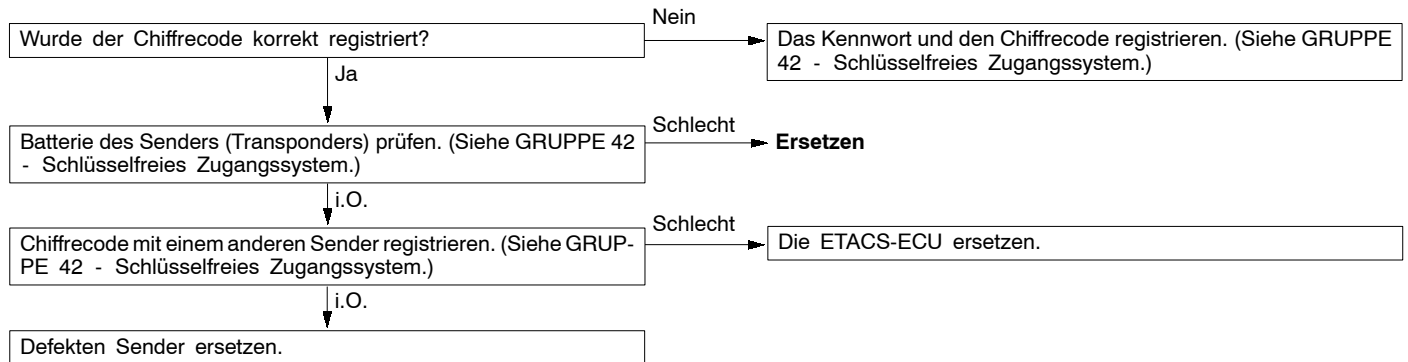 Nein
Wurde der Chiffrecode korrekt registriert?
Das Kennwort und den Chiffrecode registrieren. (Siehe GRUPPE
42 - Schlüsselfreies Zugangssystem.)
Ja
Batterie des Senders (Transponders) prüfen. (Siehe GRUPPE 42
- Schlüsselfreies Zugangssystem.)
Schlecht
Ersetzen
i.O.
Chiffrecode mit einem anderen Sender registrieren. (Siehe GRUP-
PE 42 - Schlüsselfreies Zugangssystem.)
Schlecht
Die ETACS-ECU ersetzen.
i.O.
Defekten Sender ersetzen.